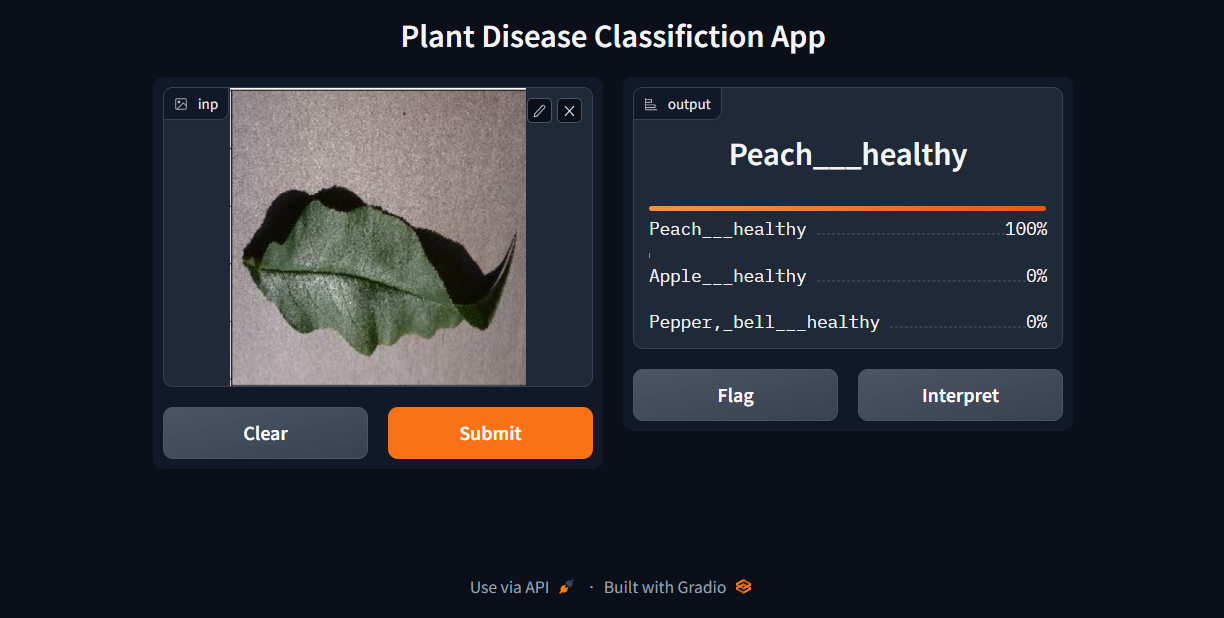 Plant Disease Classifiction App
inp
output
Peach___healthy
Peach___healthy 100%
Apple___healthy 0%
Pepper,_bell___healthy 0%
Flag
Interpret
Clear
Submit
Use via API · Built with Gradio